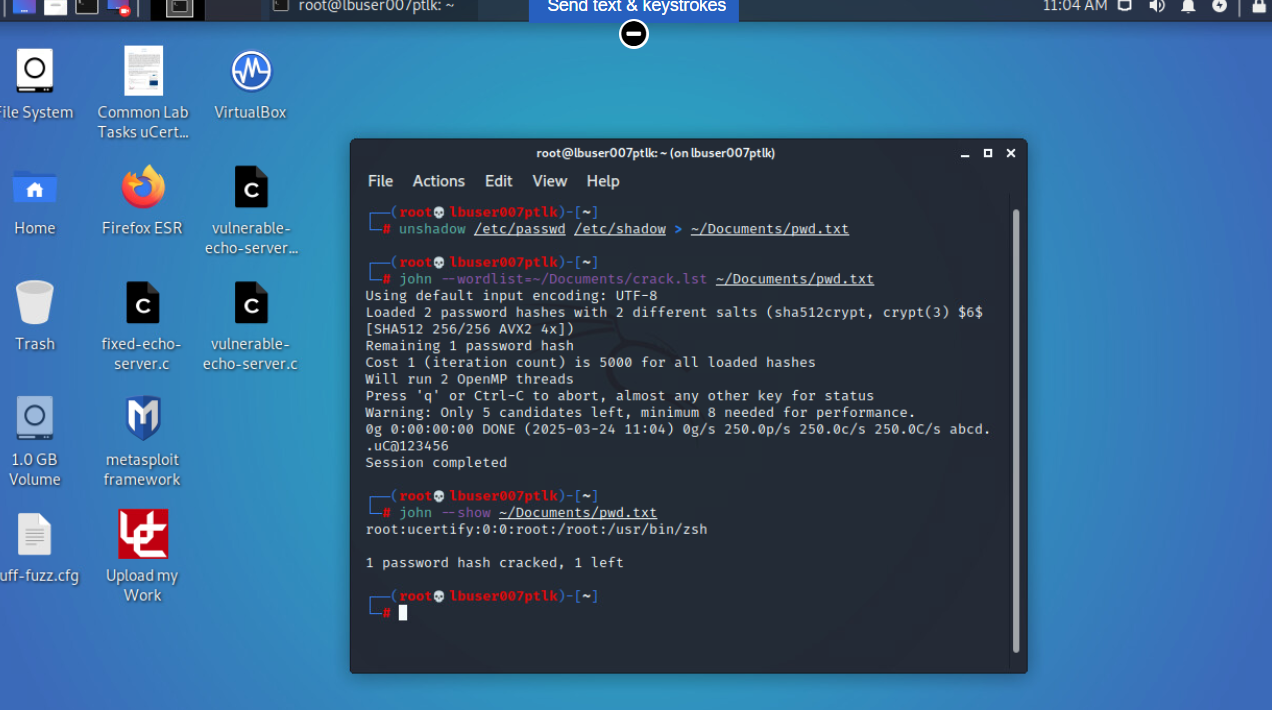 root@lbuser007ptlk: ~
Send text & keystrokes
11:04 AM
File System
Common Lab
Tasks uCert...
VirtualBox
Home
Firefox ESR
vulnerable-
echo-server...
Trash
fixed-echo-
server.c
vulnerable-
echo-server.c
1.0 GB
Volume
metasploit
framework
uff-fuzz.cfg
Upload my
Work
root@lbuser007ptlk: ~ (on lbuser007ptlk)
File Actions Edit View Help
┌──(root💀lbuser007ptlk)-[~]
└─# unshadow /etc/passwd /etc/shadow > ~/Documents/pwd.txt
┌──(root💀lbuser007ptlk)-[~]
└─# john --wordlist=~/Documents/crack.lst ~/Documents/pwd.txt
Using default input encoding: UTF-8
Loaded 2 password hashes with 2 different salts (sha512crypt, crypt(3) $6$
[SHA512 256/256 AVX2 4x])
Remaining 1 password hash
Cost 1 (iteration count) is 5000 for all loaded hashes
Will run 2 OpenMP threads
Press 'q' or Ctrl-C to abort, almost any other key for status
Warning: Only 5 candidates left, minimum 8 needed for performance.
0g 0:00:00:00 DONE (2025-03-24 11:04) 0g/s 250.0p/s 250.0c/s 250.0C/s abcd.
.uC@123456
Session completed
┌──(root💀lbuser007ptlk)-[~]
└─# john --show ~/Documents/pwd.txt
root:ucertify:0:0:root:/root:/usr/bin/zsh
1 password hash cracked, 1 left
┌──(root💀lbuser007ptlk)-[~]
└─#